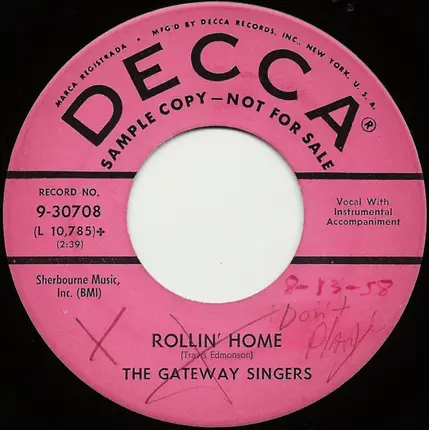 MARCA REGISTRADA • MF'G BY DECCA RECORDS, INC., NEW YORK, U. S. A.
DECCA®
SAMPLE COPY—NOT FOR SALE
RECORD NO.
9-30708
(L 10,785)✢
(2:39)
Vocal With
Instrumental
Accompaniment
Sherbourne Music,
Inc. (BMI)
8-13-58
Don't
Play
X
ROLLIN' HOME
(Travis Edmonson)
THE GATEWAY SINGERS